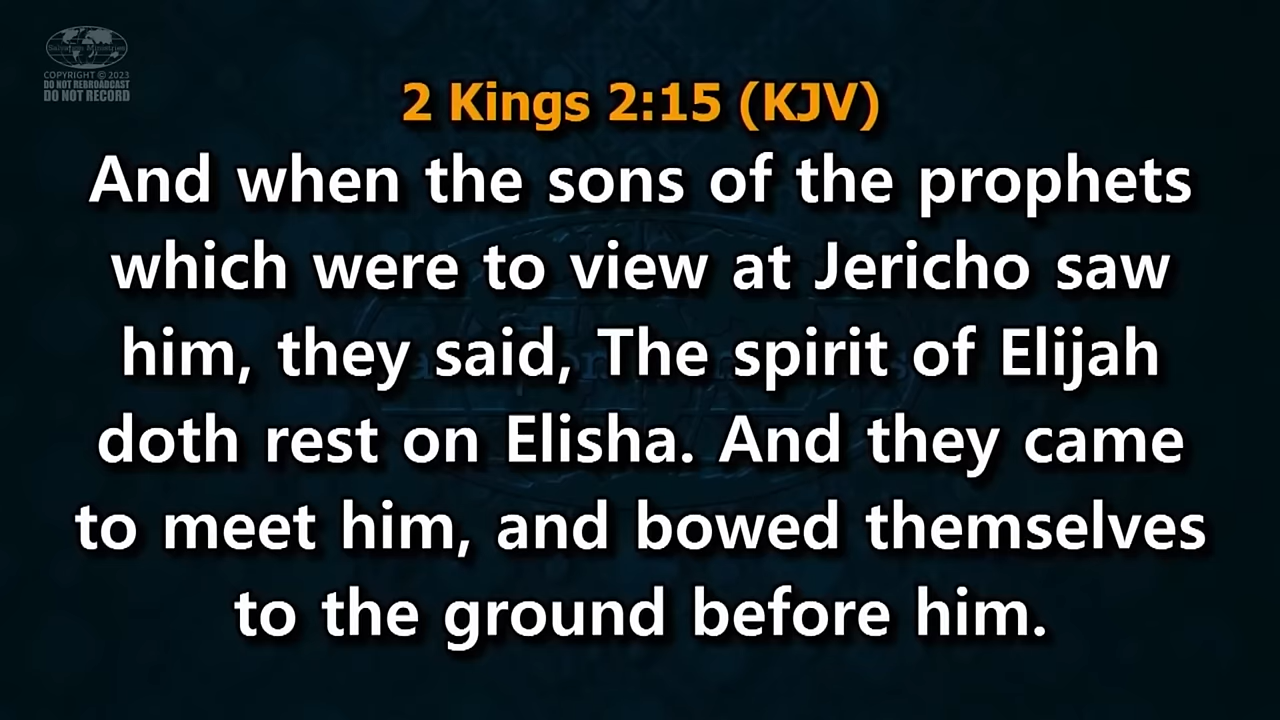 Salvation Ministries
COPYRIGHT © 2023
DO NOT REBROADCAST
DO NOT RECORD
2 Kings 2:15 (KJV)
And when the sons of the prophets
which were to view at Jericho saw
him, they said, The spirit of Elijah
doth rest on Elisha. And they came
to meet him, and bowed themselves
to the ground before him.